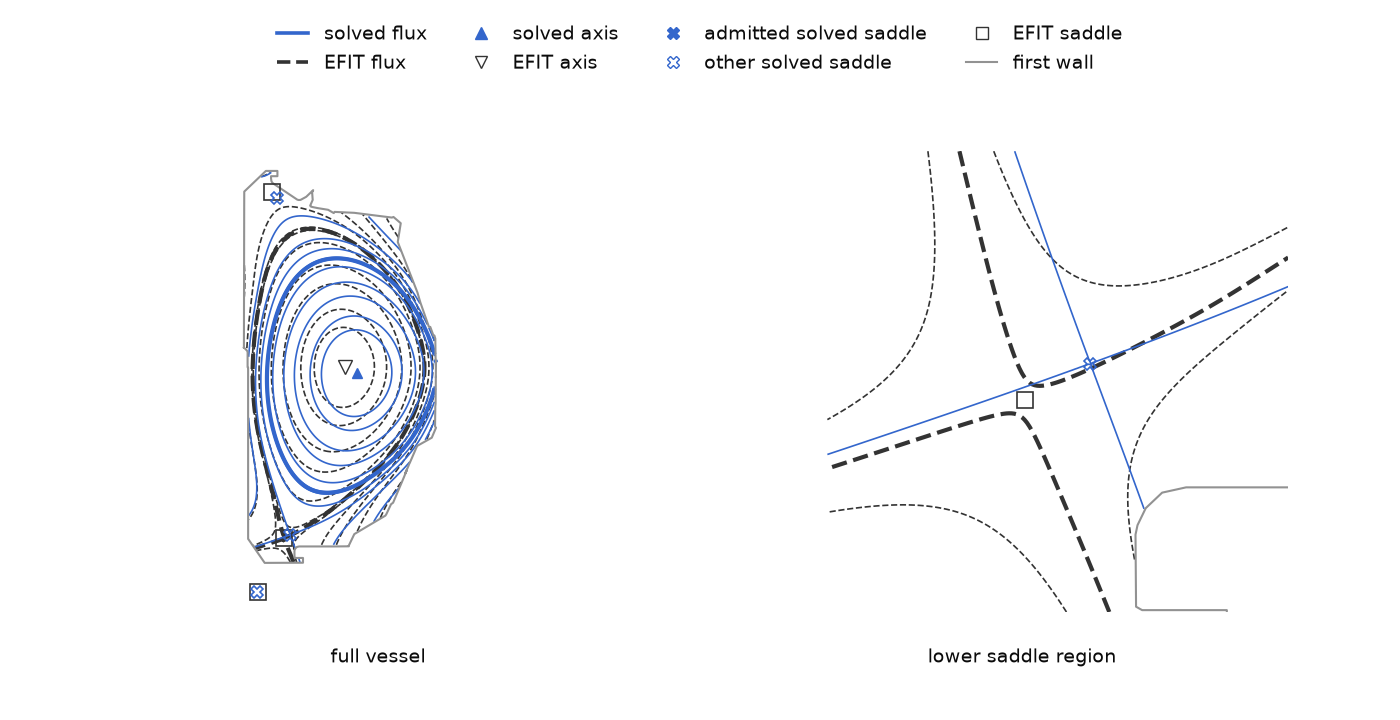 solved flux
solved axis
admitted solved saddle
EFIT saddle
EFIT flux
EFIT axis
other solved saddle
first wall
full vessel
lower saddle region